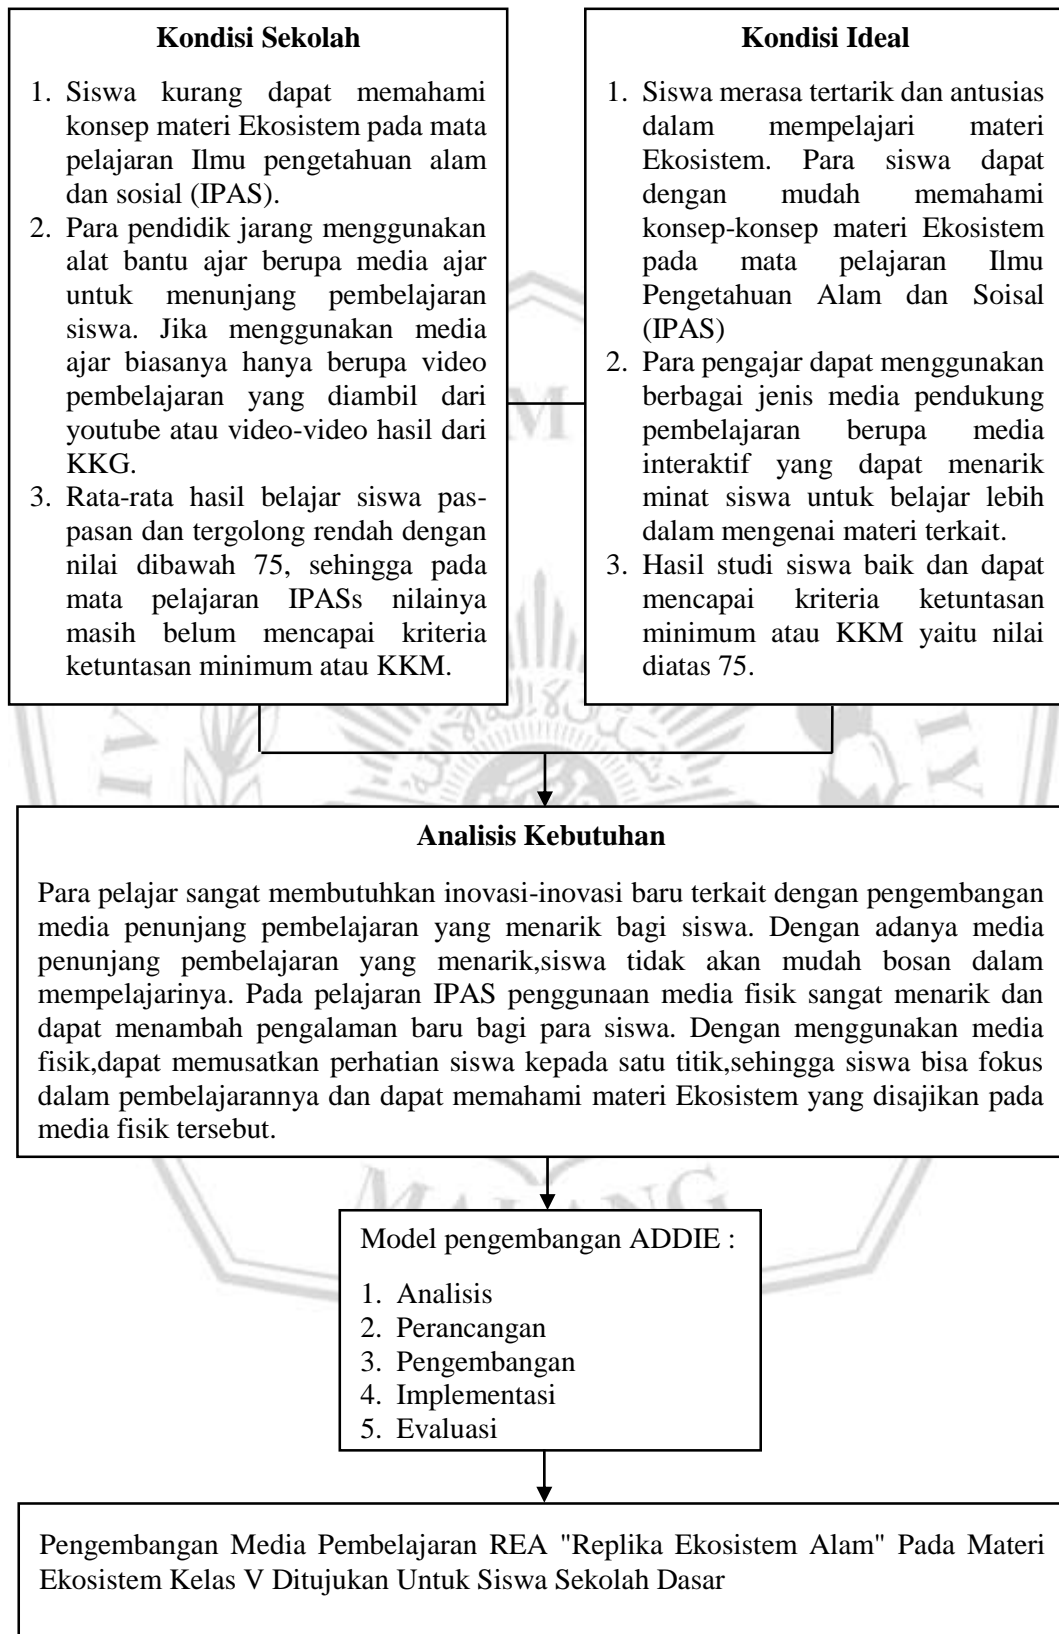 Kondisi Sekolah
1. Siswa kurang dapat memahami
konsep materi Ekosistem pada mata
pelajaran Ilmu pengetahuan alam
dan sosial (IPAS).
2. Para pendidik jarang menggunakan
alat bantu ajar berupa media ajar
untuk menunjang pembelajaran
siswa. Jika menggunakan media
ajar biasanya hanya berupa video
pembelajaran yang diambil dari
youtube atau video-video hasil dari
KKG.
3. Rata-rata hasil belajar siswa pas-
pasan dan tergolong rendah dengan
nilai dibawah 75, sehingga pada
mata pelajaran IPASs nilainya
masih belum mencapai kriteria
ketuntasan minimum atau KKM.
Kondisi Ideal
1. Siswa merasa tertarik dan antusias
dalam mempelajari materi
Ekosistem. Para siswa dapat
dengan mudah memahami
konsep-konsep materi Ekosistem
pada mata pelajaran Ilmu
Pengetahuan Alam dan Soisal
(IPAS)
2. Para pengajar dapat menggunakan
berbagai jenis media pendukung
pembelajaran berupa media
interaktif yang dapat menarik
minat siswa untuk belajar lebih
dalam mengenai materi terkait.
3. Hasil studi siswa baik dan dapat
mencapai kriteria ketuntasan
minimum atau KKM yaitu nilai
diatas 75.
Analisis Kebutuhan
Para pelajar sangat membutuhkan inovasi-inovasi baru terkait dengan pengembangan
media penunjang pembelajaran yang menarik bagi siswa. Dengan adanya media
penunjang pembelajaran yang menarik,siswa tidak akan mudah bosan dalam
mempelajarinya. Pada pelajaran IPAS penggunaan media fisik sangat menarik dan
dapat menambah pengalaman baru bagi para siswa. Dengan menggunakan media
fisik,dapat memusatkan perhatian siswa kepada satu titik,sehingga siswa bisa fokus
dalam pembelajarannya dan dapat memahami materi Ekosistem yang disajikan pada
media fisik tersebut.
MALANG
Model pengembangan ADDIE :
1. Analisis
2. Perancangan
3. Pengembangan
4. Implementasi
5. Evaluasi
Pengembangan Media Pembelajaran REA "Replika Ekosistem Alam" Pada Materi
Ekosistem Kelas V Ditujukan Untuk Siswa Sekolah Dasar